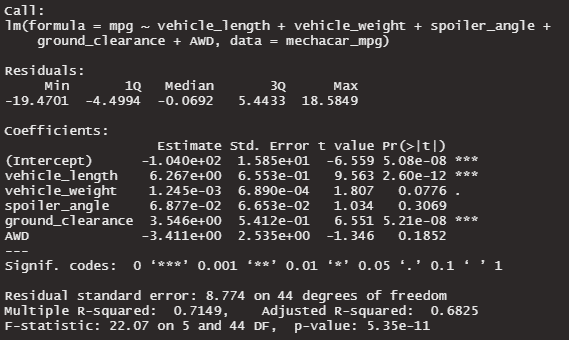 Call:
lm(formula = mpg ~ vehicle_length + vehicle_weight + spoiler_angle +
    ground_clearance + AWD, data = mechacar_mpg)
Residuals:
     Min       1Q   Median       3Q      Max
-19.4701  -4.4994  -0.0692   5.4433  18.5849
Coefficients:
                   Estimate Std. Error t value Pr(>|t|)
(Intercept)      -1.040e+02  1.585e+01  -6.559 5.08e-08 ***
vehicle_length    6.267e+00  6.553e-01   9.563 2.60e-12 ***
vehicle_weight    1.245e-03  6.890e-04   1.807   0.0776 .
spoiler_angle     6.877e-02  6.653e-02   1.034   0.3069
ground_clearance  3.546e+00  5.412e-01   6.551 5.21e-08 ***
AWD              -3.411e+00  2.535e+00  -1.346   0.1852
---
Signif. codes:  0 ‘***’ 0.001 ‘**’ 0.01 ‘*’ 0.05 ‘.’ 0.1 ‘ ’ 1
Residual standard error: 8.774 on 44 degrees of freedom
Multiple R-squared:  0.7149,    Adjusted R-squared:  0.6825
F-statistic: 22.07 on 5 and 44 DF,  p-value: 5.35e-11